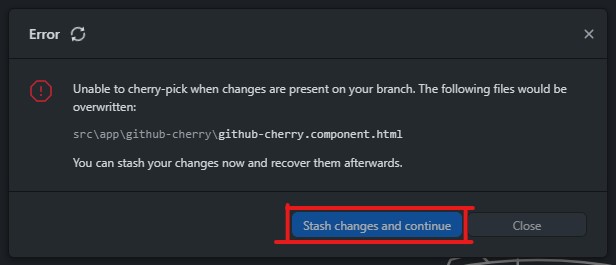 Error
Unable to cherry-pick when changes are present on your branch. The following files would be
overwritten:
src\app\github-cherry\github-cherry.component.html
You can stash your changes now and recover them afterwards.
Stash changes and continue
Close